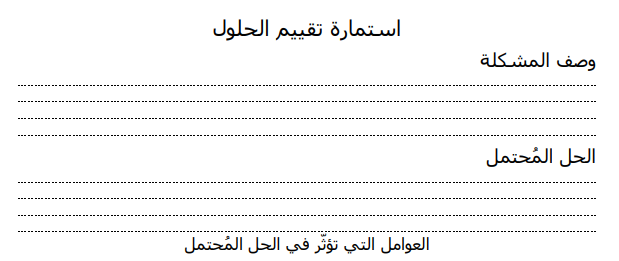 استمارة تقييم الحلول
وصف المشكلة
الحل المُحتمل
العوامل التي تؤثّر في الحل المُحتمل